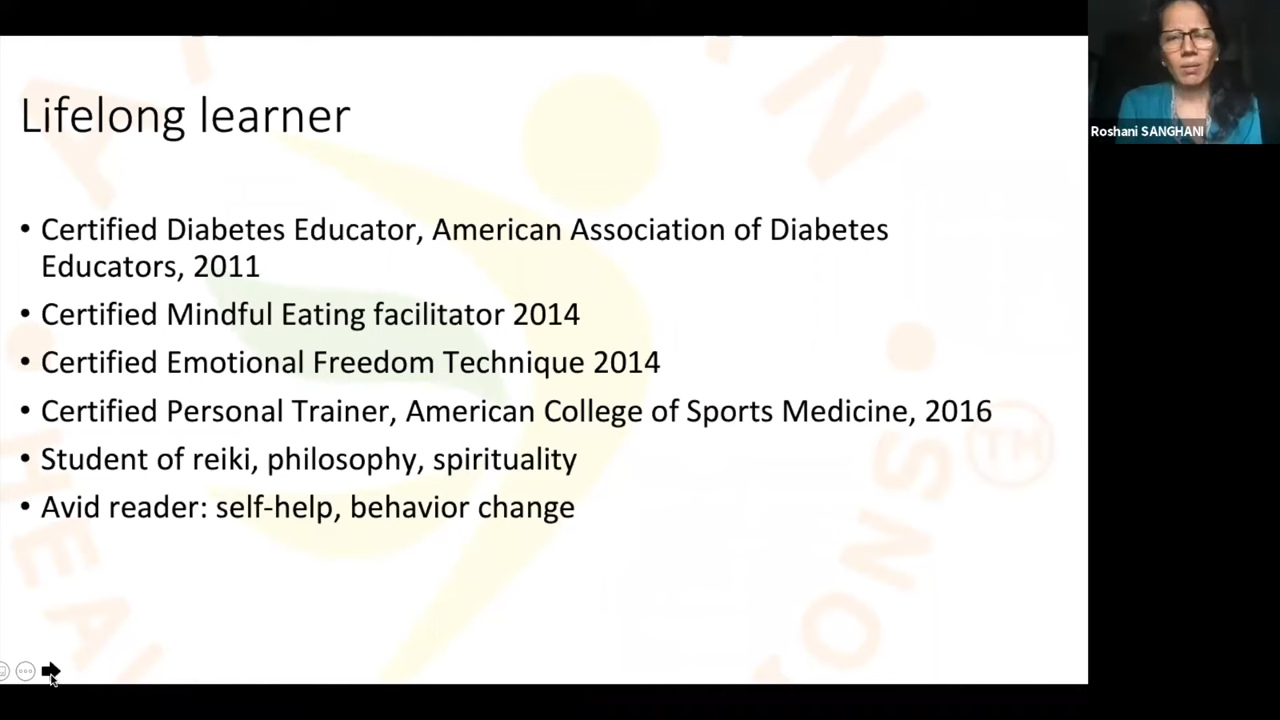 Lifelong learner
• Certified Diabetes Educator, American Association of Diabetes
Educators, 2011
• Certified Mindful Eating facilitator 2014
• Certified Emotional Freedom Technique 2014
• Certified Personal Trainer, American College of Sports Medicine, 2016
• Student of reiki, philosophy, spirituality
• Avid reader: self-help, behavior change
Roshani SANGHANI
TM